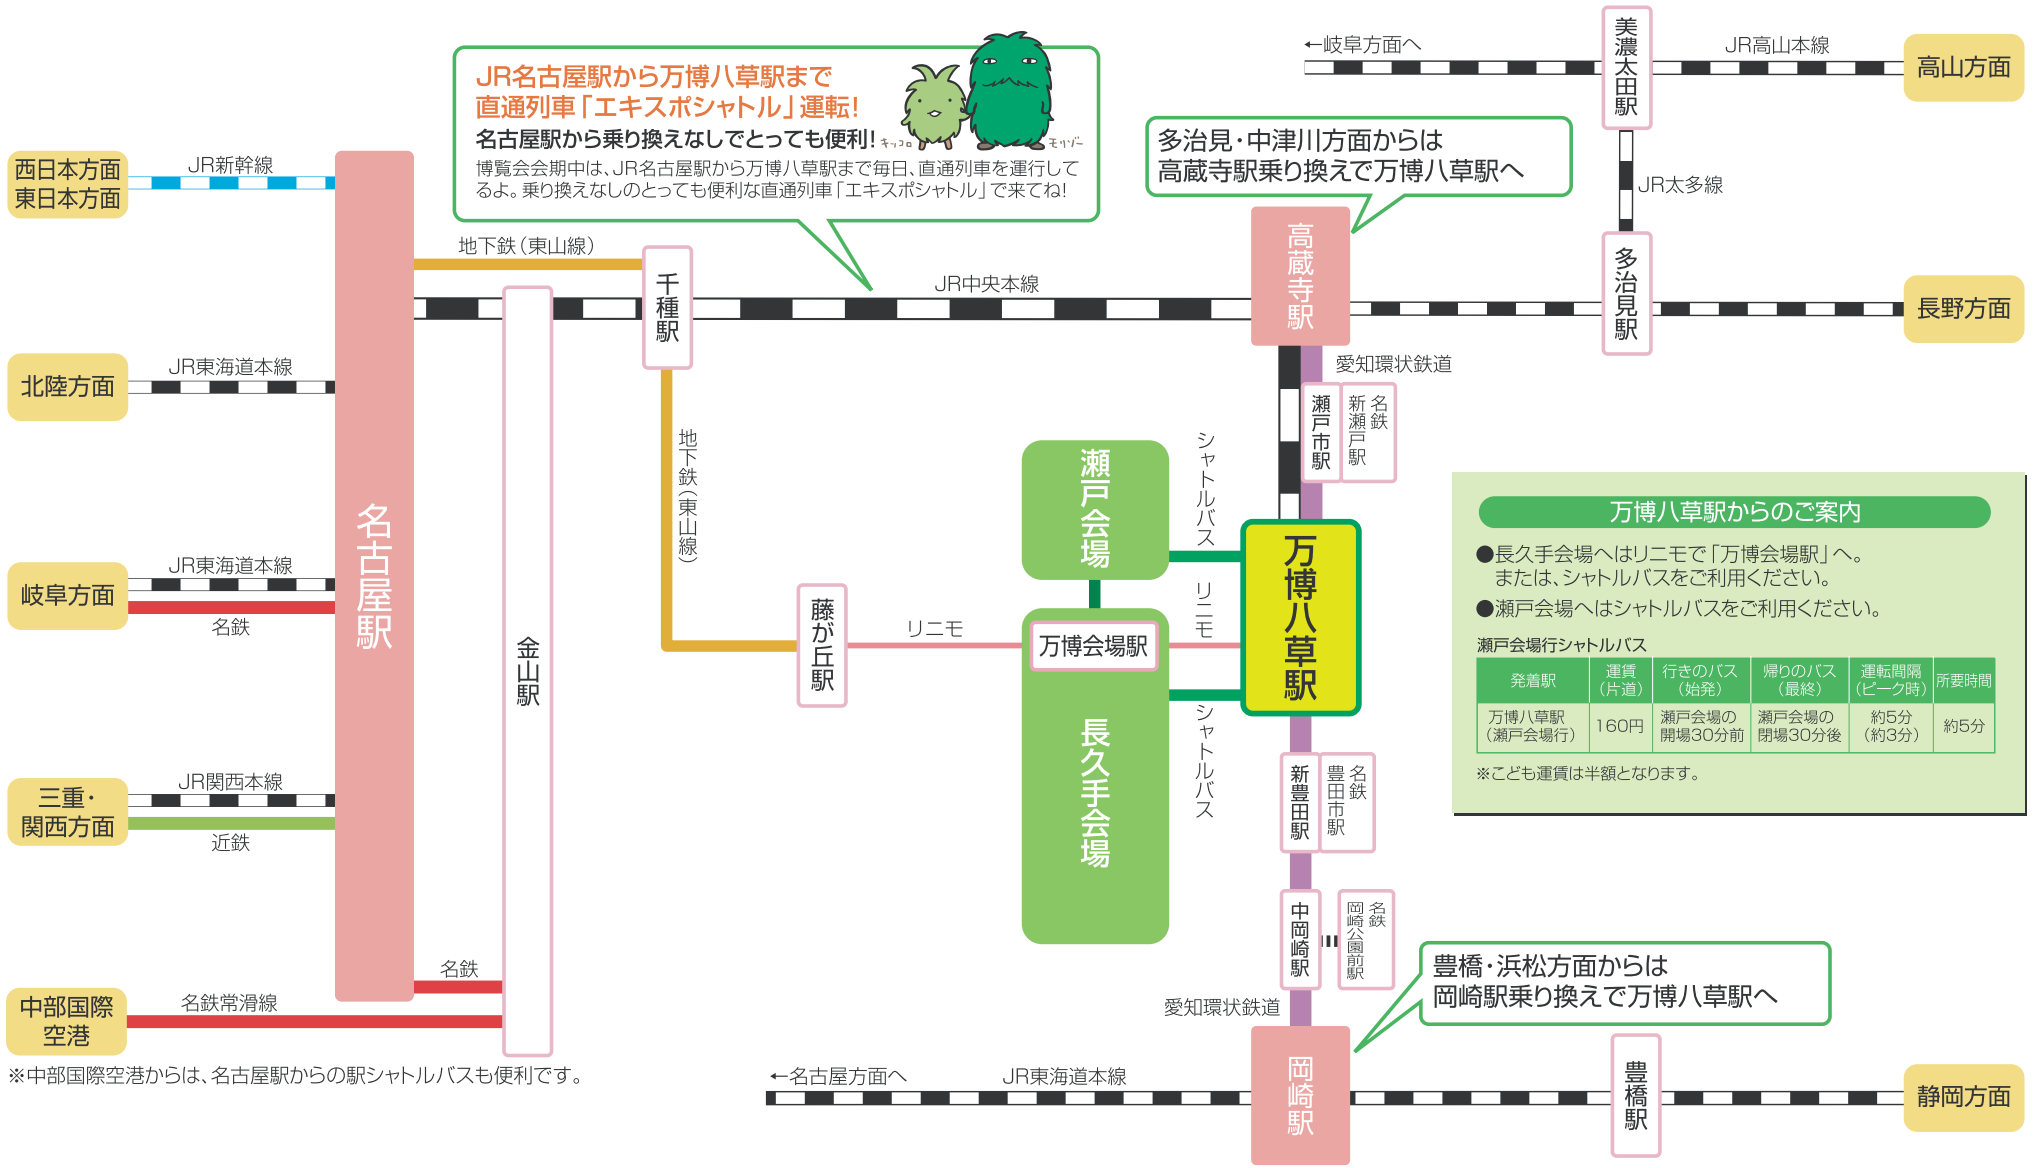 JR名古屋駅から万博八草駅まで
直通列車「エキスポシャトル」運転!
名古屋駅から乗り換えなしでとっても便利!
キッコロ
モリゾー
博覧会会期中は、JR名古屋駅から万博八草駅まで毎日、直通列車を運行して
るよ。乗り換えなしのとっても便利な直通列車「エキスポシャトル」で来てね!
←岐阜方面へ
美濃太田駅
JR高山本線
高山方面
多治見・中津川方面からは
高蔵寺駅乗り換えで万博八草駅へ
JR太多線
西日本方面
東日本方面
JR新幹線
地下鉄(東山線)
千種駅
JR中央本線
高蔵寺駅
多治見駅
長野方面
北陸方面
JR東海道本線
愛知環状鉄道
瀬戸市駅
名鉄
新瀬戸駅
名古屋駅
地下鉄(東山線)
瀬戸会場
シャトルバス
万博八草駅
岐阜方面
JR東海道本線
名鉄
金山駅
藤が丘駅
リニモ
万博会場駅
リニモ
長久手会場
シャトルバス
万博八草駅からのご案内
●長久手会場へはリニモで「万博会場駅」へ。
または、シャトルバスをご利用ください。
●瀬戸会場へはシャトルバスをご利用ください。
瀬戸会場行シャトルバス
発着駅
運賃
(片道)
行きのバス
(始発)
帰りのバス
(最終)
運転間隔
(ピーク時)
所要時間
万博八草駅
(瀬戸会場行)
160円
瀬戸会場の
開場30分前
瀬戸会場の
閉場30分後
約5分
(約3分)
約5分
※こども運賃は半額となります。
三重・
関西方面
JR関西本線
近鉄
新豊田駅
名鉄
豊田市駅
中岡崎駅
名鉄
岡崎公園前駅
名鉄
中部国際
空港
名鉄常滑線
※中部国際空港からは、名古屋駅からの駅シャトルバスも便利です。
愛知環状鉄道
豊橋・浜松方面からは
岡崎駅乗り換えで万博八草駅へ
←名古屋方面へ
JR東海道本線
岡崎駅
豊橋駅
静岡方面